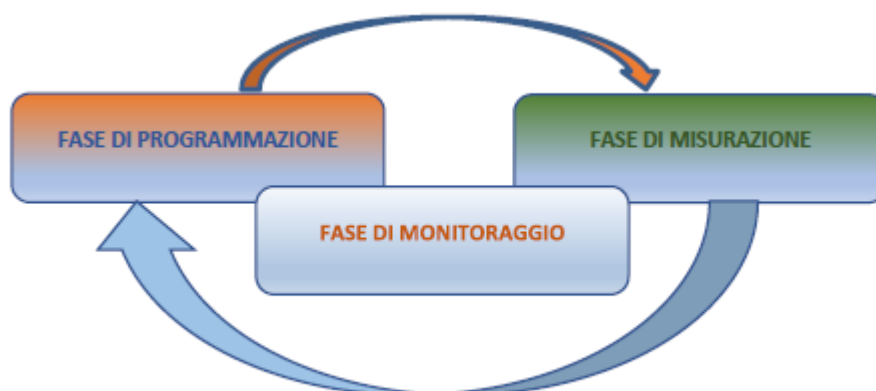 FASE DI PROGRAMMAZIONE
FASE DI MISURAZIONE
FASE DI MONITORAGGIO